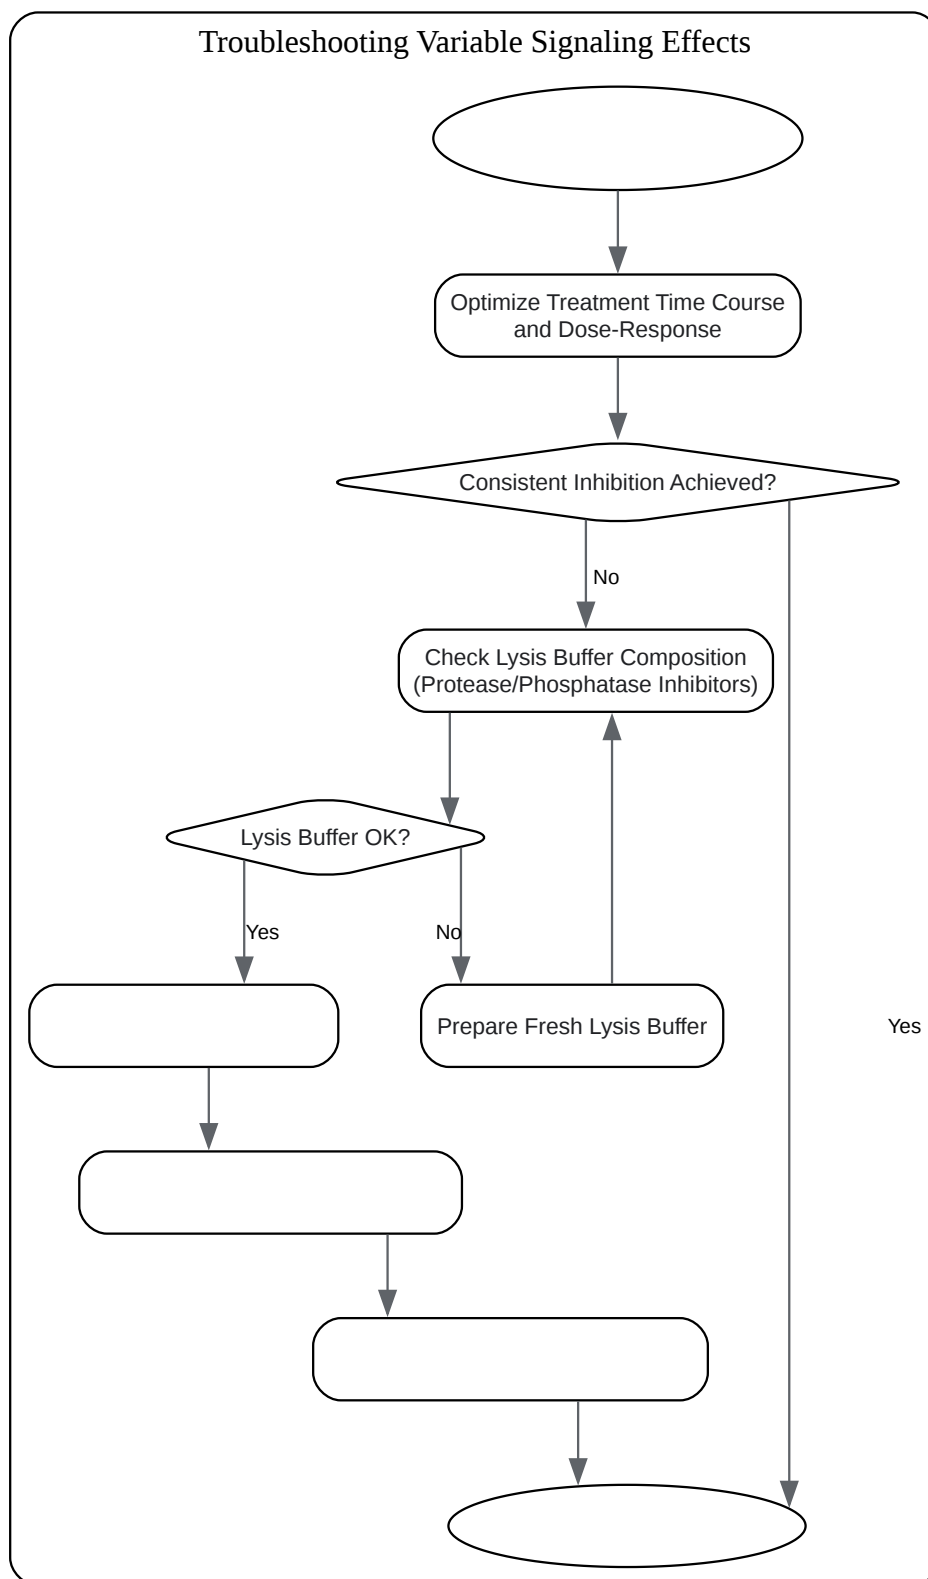 Troubleshooting Variable Signaling Effects
Optimize Treatment Time Course
and Dose-Response
Consistent Inhibition Achieved?
No
Check Lysis Buffer Composition
(Protease/Phosphatase Inhibitors)
Lysis Buffer OK?
Yes
No
Prepare Fresh Lysis Buffer
Yes